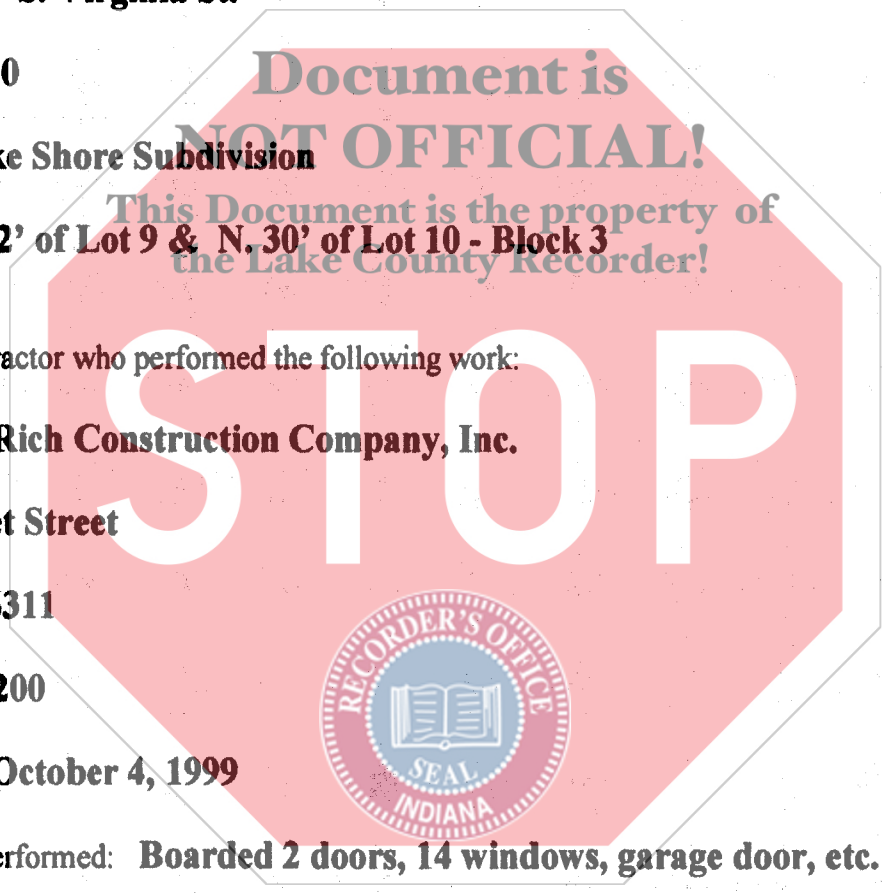 S. Virginia St.
Document is
0
NOT OFFICIAL!
ke Shore Subdivision
This Document is the property of
2' of Lot 9 & N. 30' of Lot 10 - Block 3
the Lake County Recorder!
actor who performed the following work:
STOP
Rich Construction Company, Inc.
et Street
311
RECORDER'S OFFICE
200
SEAL
October 4, 1999
INDIANA
erformed: Boarded 2 doors, 14 windows, garage door, etc.